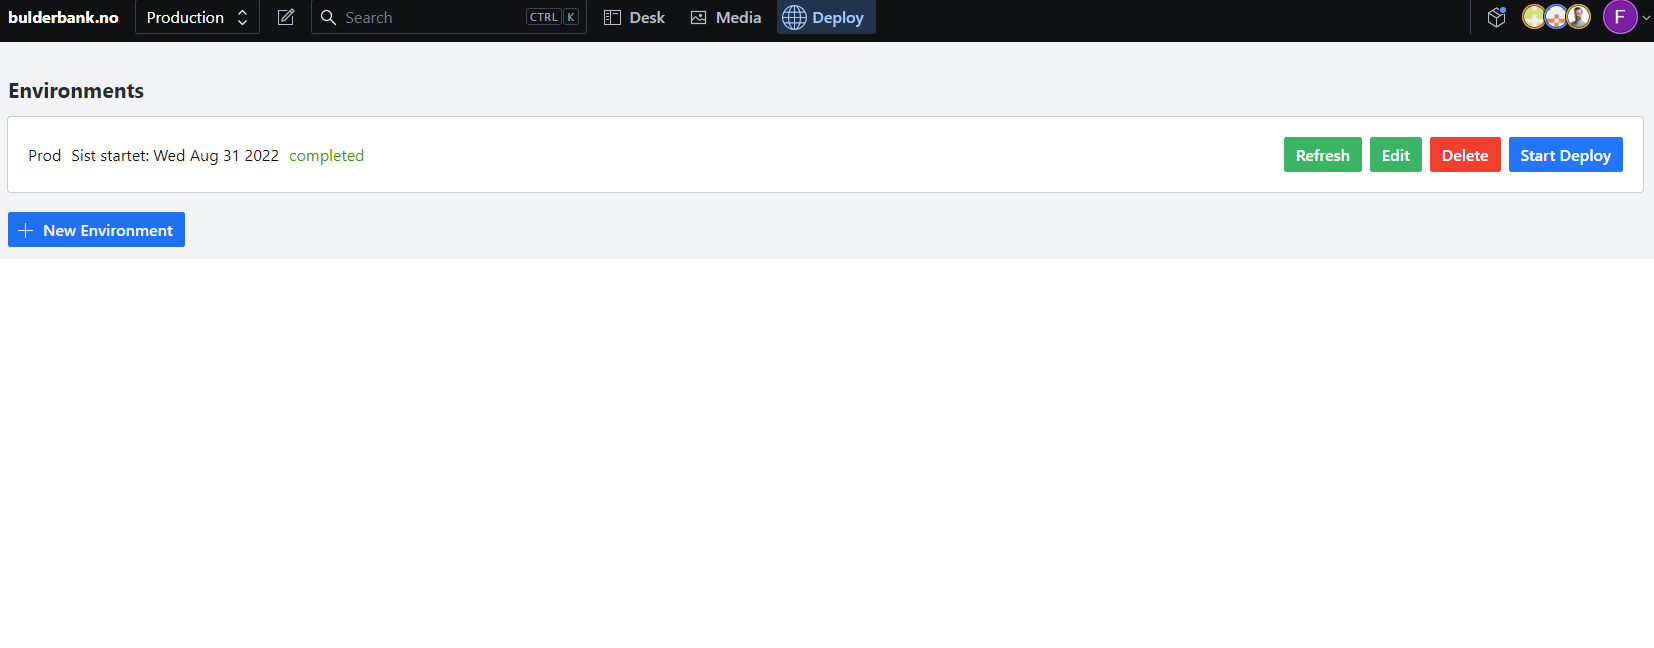 bulderbank.no Production Search CTRL K Desk Media Deploy F
Environments
Prod Sist startet: Wed Aug 31 2022 completed Refresh Edit Delete Start Deploy
New Environment